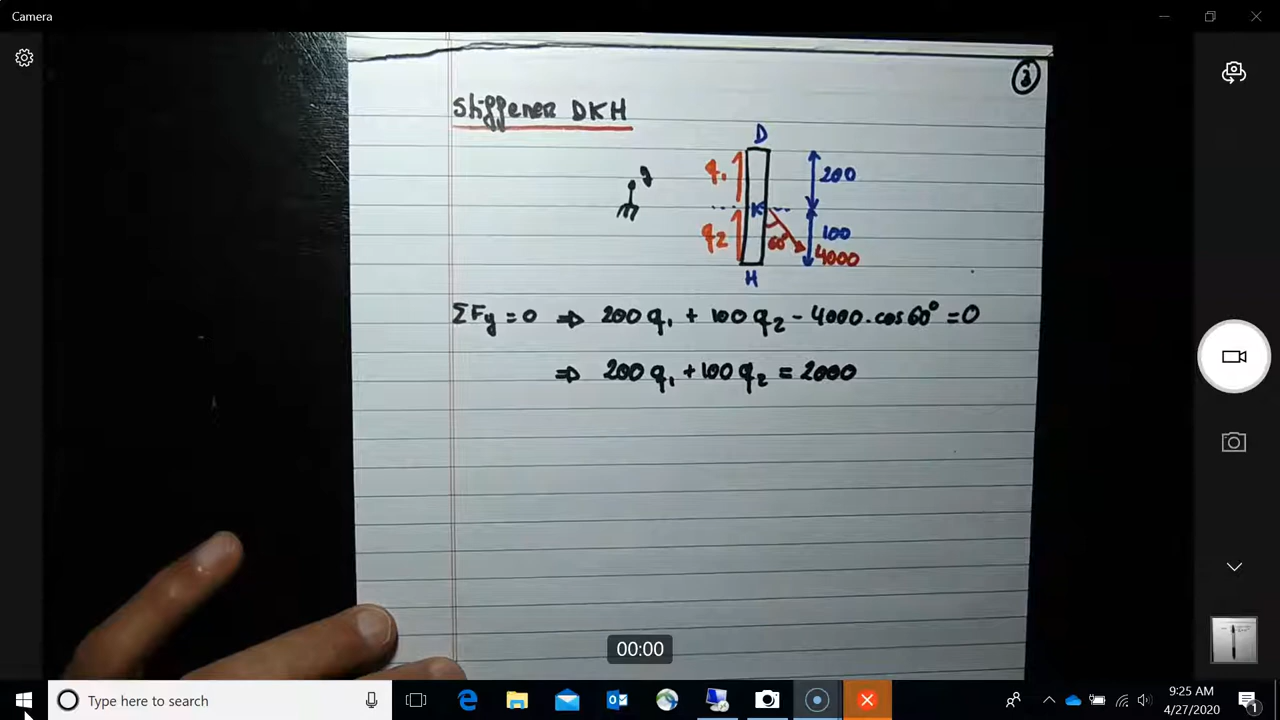 Camera
3
Stiffener DKH
D
q₁
200
y
K
q₂
60°
100
4000
H
ΣFy = 0 ⇒ 200 q₁ + 100 q₂ - 4000 · cos 60° = 0
⇒ 200 q₁ + 100 q₂ = 2000
00:00
Type here to search
9:25 AM
4/27/2020
1